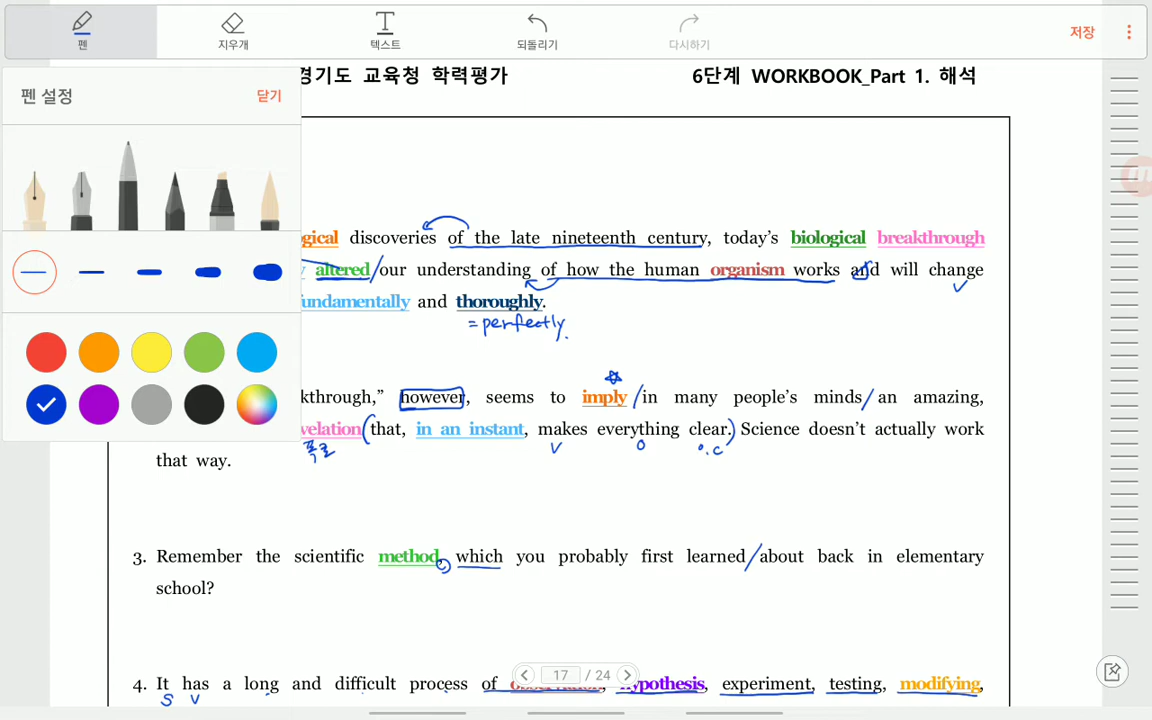 펜 지우개 텍스트 되돌리기 다시하기 저장
경기도 교육청 학력평가 6단계 WORKBOOK_Part 1. 해석
펜 설정 닫기
gical discoveries of the late nineteenth century, today's biological breakthrough
altered/our understanding of how the human organism works and will change
V
fundamentally and thoroughly.
=perfectly.
kthrough," however, seems to imply/in many people's minds/an amazing,
velation(that, in an instant, makes everything clear.) Science doesn't actually work
폭로 V O o.c
that way.
3. Remember the scientific method, which you probably first learned/about back in elementary
school?
17 / 24
4. It has a long and difficult process of observation, hypothesis, experiment, testing, modifying,
S V